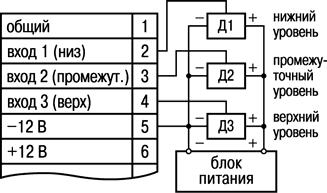 общий 1
вход 1 (низ) 2
вход 2 (промежут.) 3
вход 3 (верх) 4
−12 В 5
+12 В 6
− Д1 +
− Д2 +
− Д3 +
− +
блок
питания
нижний
уровень
промежу-
точный
уровень
верхний
уровень